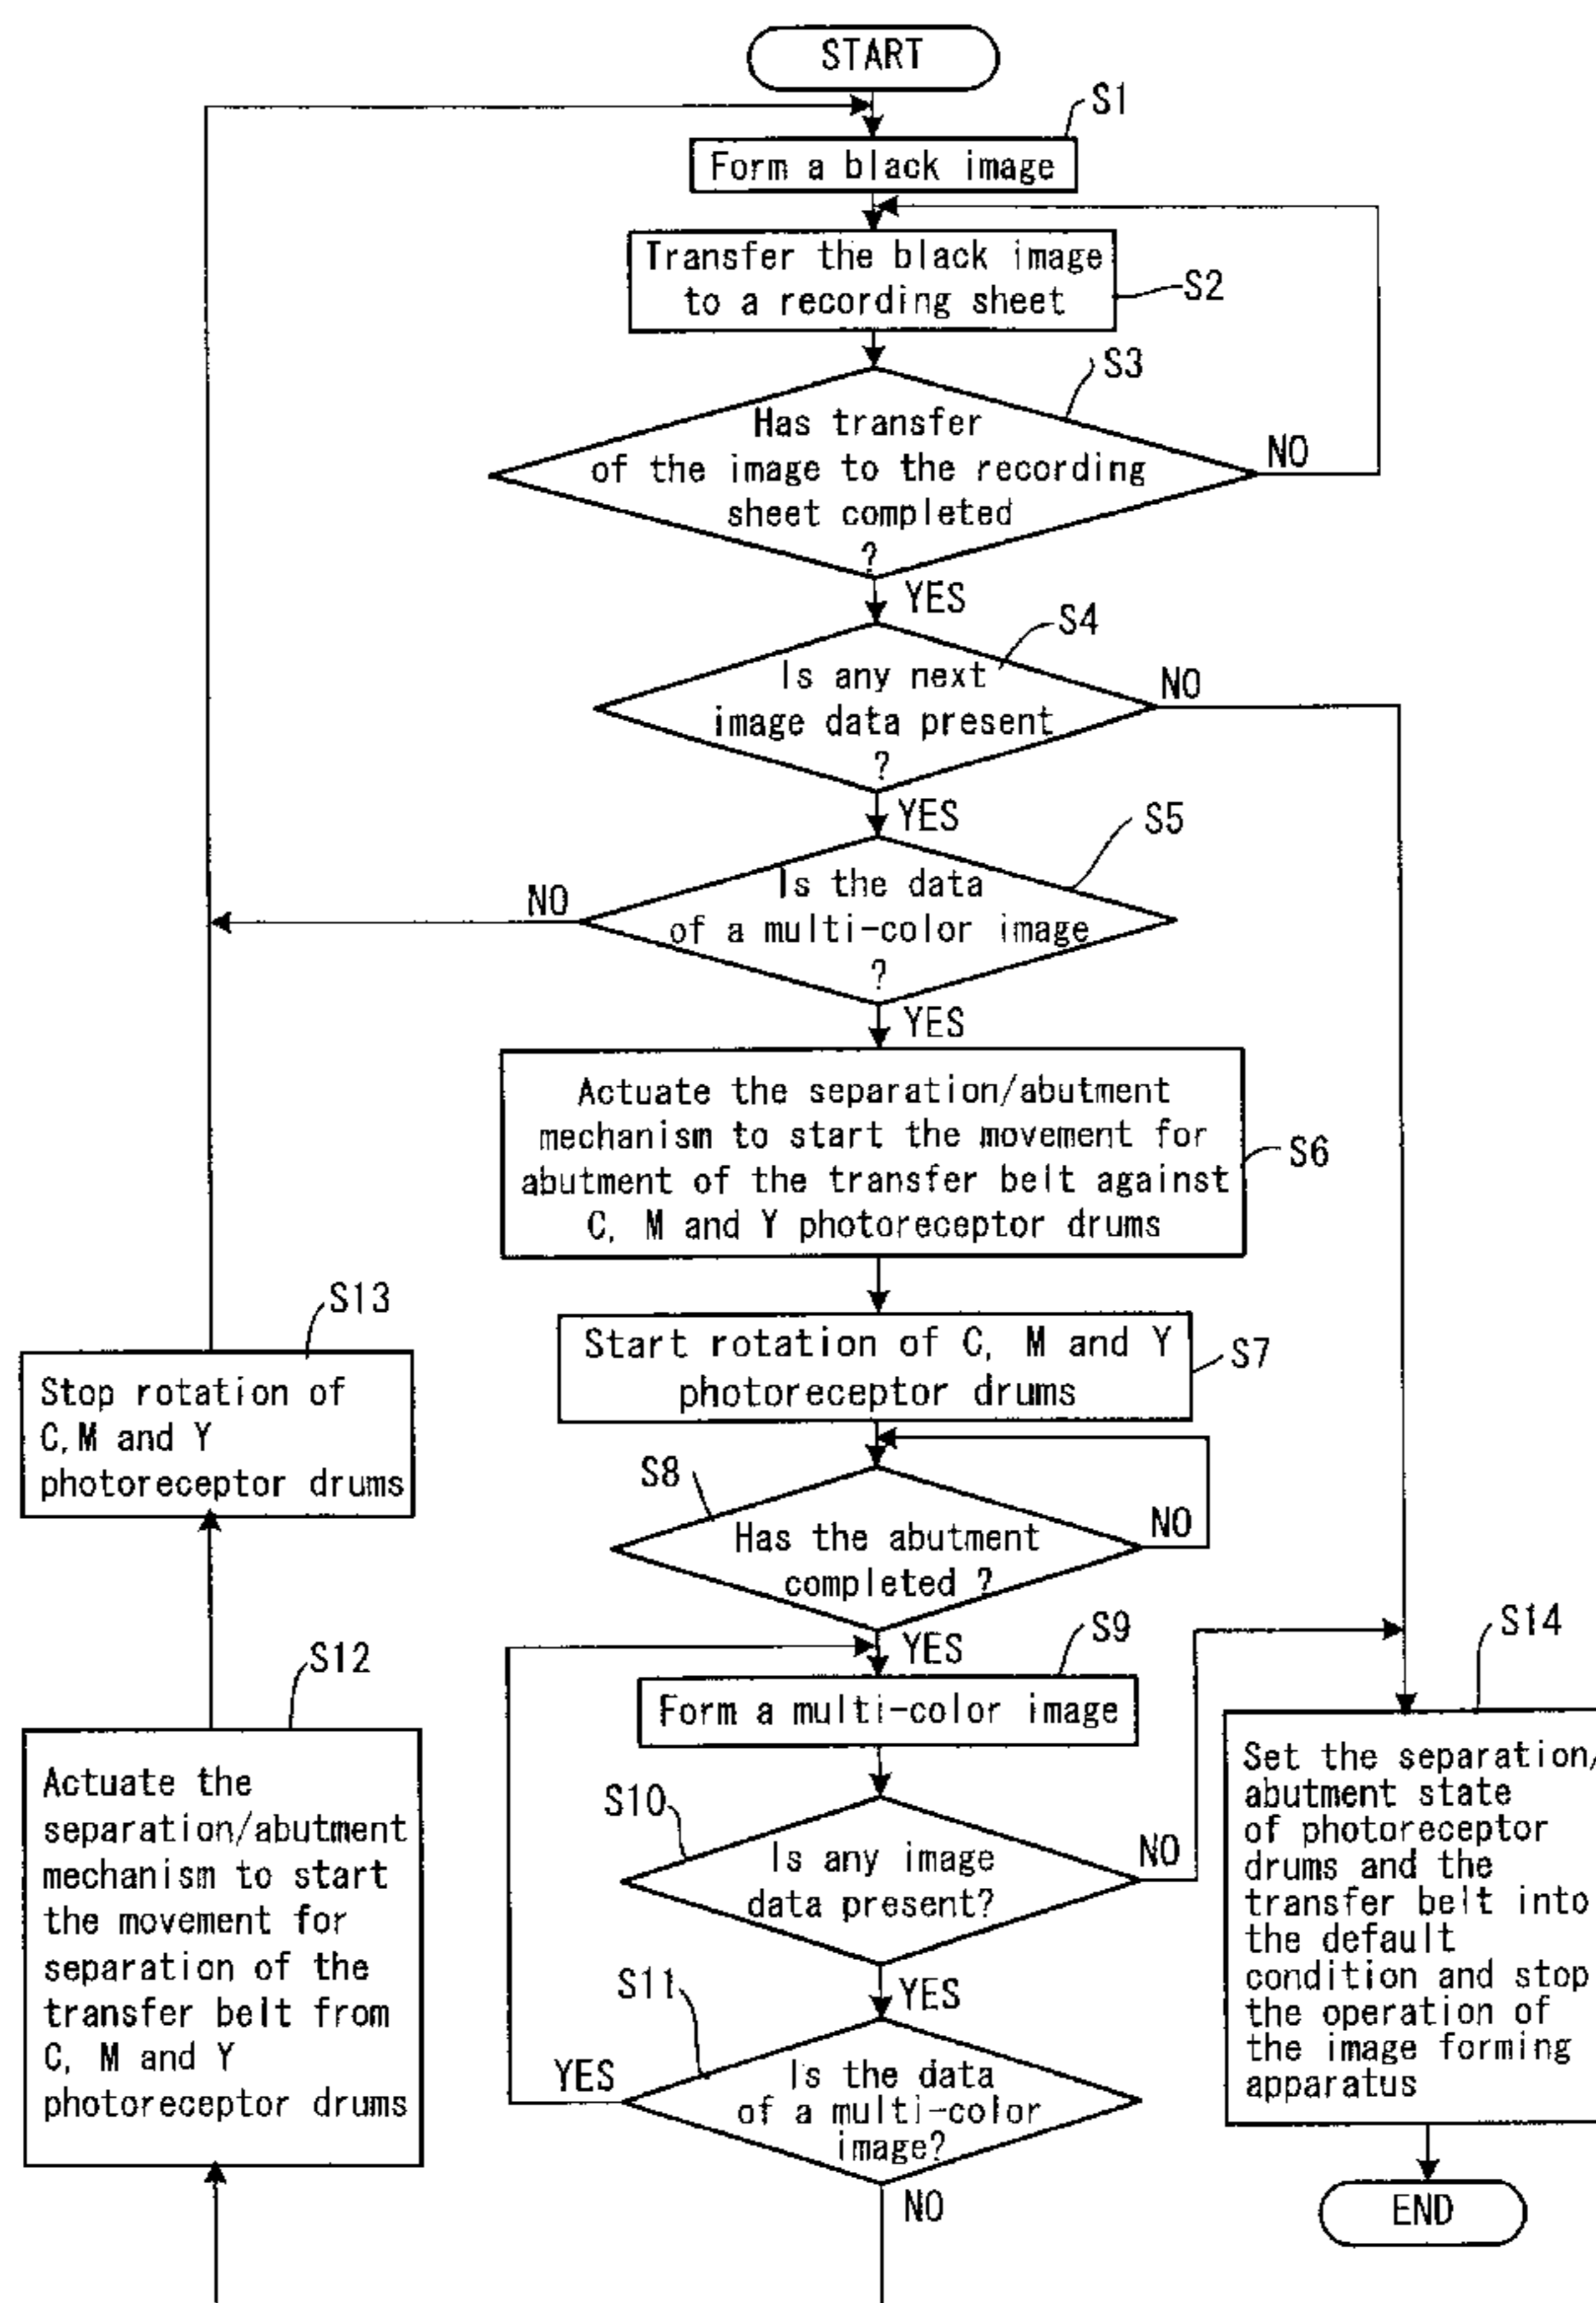 START
S1
Form a black image
Transfer the black image
to a recording sheet
S2
S3
Has transfer
of the image to the recording
sheet completed
?
NO
YES
S4
Is any next
image data present
?
NO
YES
S5
Is the data
of a multi-color image
?
NO
YES
Actuate the separation/abutment
mechanism to start the movement for
abutment of the transfer belt against
C, M and Y photoreceptor drums
S6
Start rotation of C, M and Y
photoreceptor drums
S7
S8
Has the abutment
completed ?
NO
YES
S9
Form a multi-color image
S10
Is any image
data present?
NO
YES
S11
Is the data
of a multi-color
image?
YES
NO
S13
Stop rotation of
C,M and Y
photoreceptor drums
S12
Actuate the
separation/abutment
mechanism to start
the movement for
separation of the
transfer belt from
C, M and Y
photoreceptor drums
S14
Set the separation/
abutment state
of photoreceptor
drums and the
transfer belt into
the default
condition and stop
the operation of
the image forming
apparatus
END